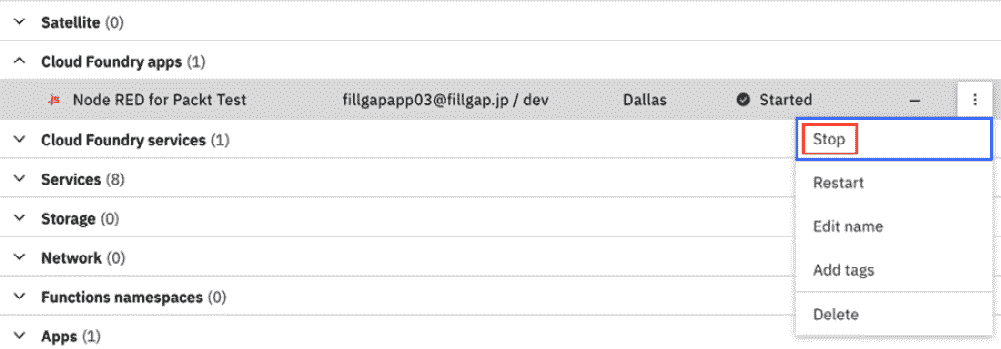 Satellite (0)
Cloud Foundry apps (1)
JS Node RED for Packt Test fillgapapp03@fillgap.jp / dev Dallas Started –
Stop
Cloud Foundry services (1)
Restart
Services (8)
Storage (0)
Edit name
Network (0)
Add tags
Functions namespaces (0)
Delete
Apps (1)